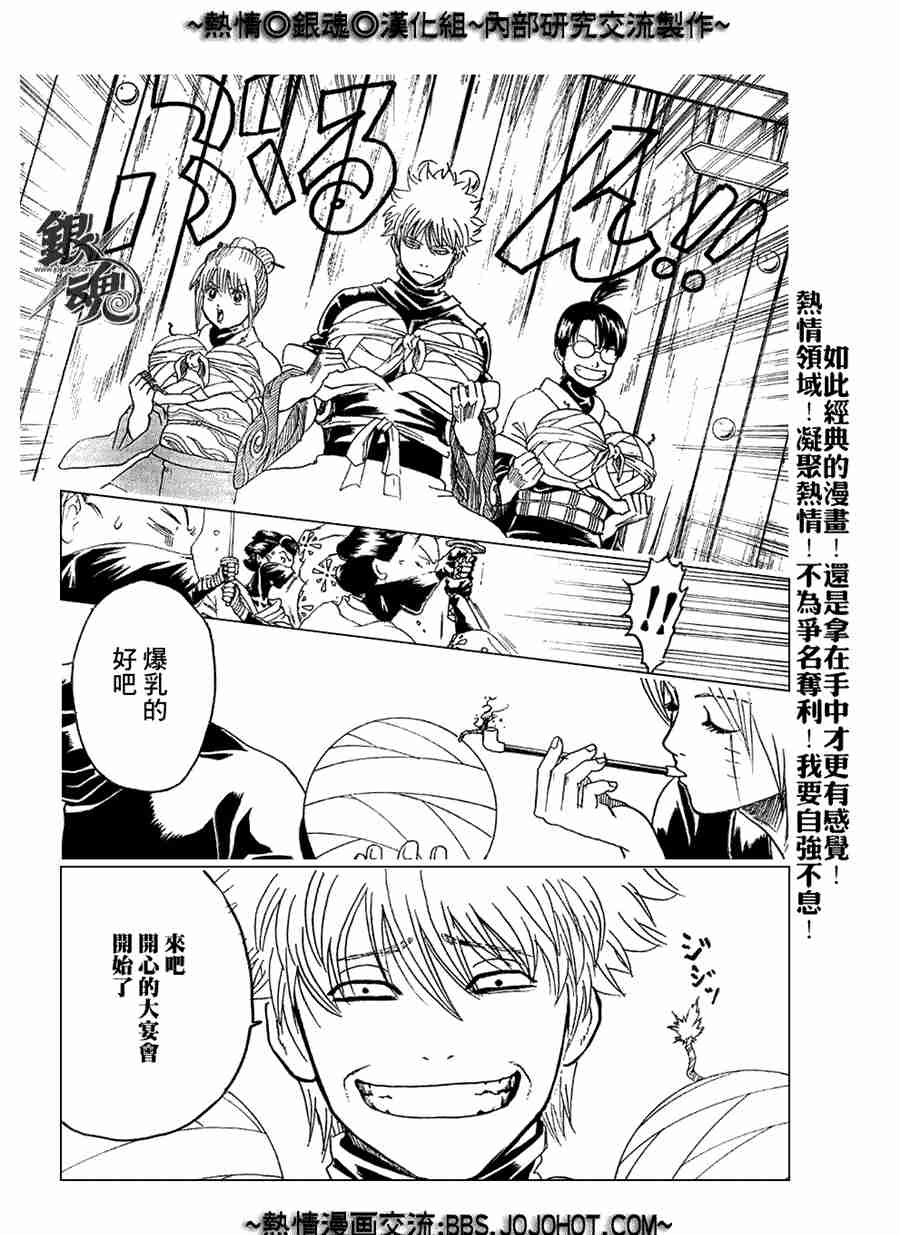 ~熱情◎銀魂◎漢化組~內部研究交流製作~
ぶるん!!
銀魂
www.jojohot.com
如此經典的漫畫！還是拿在手中才更有感覺！
熱情領域！凝聚熱情！不為爭名奪利！我要自強不息！
!!
爆乳的
好吧
ジジッ
來吧
開心的大宴會
開始了
~熱情漫画交流:BBS.JOJOHOT.COM~